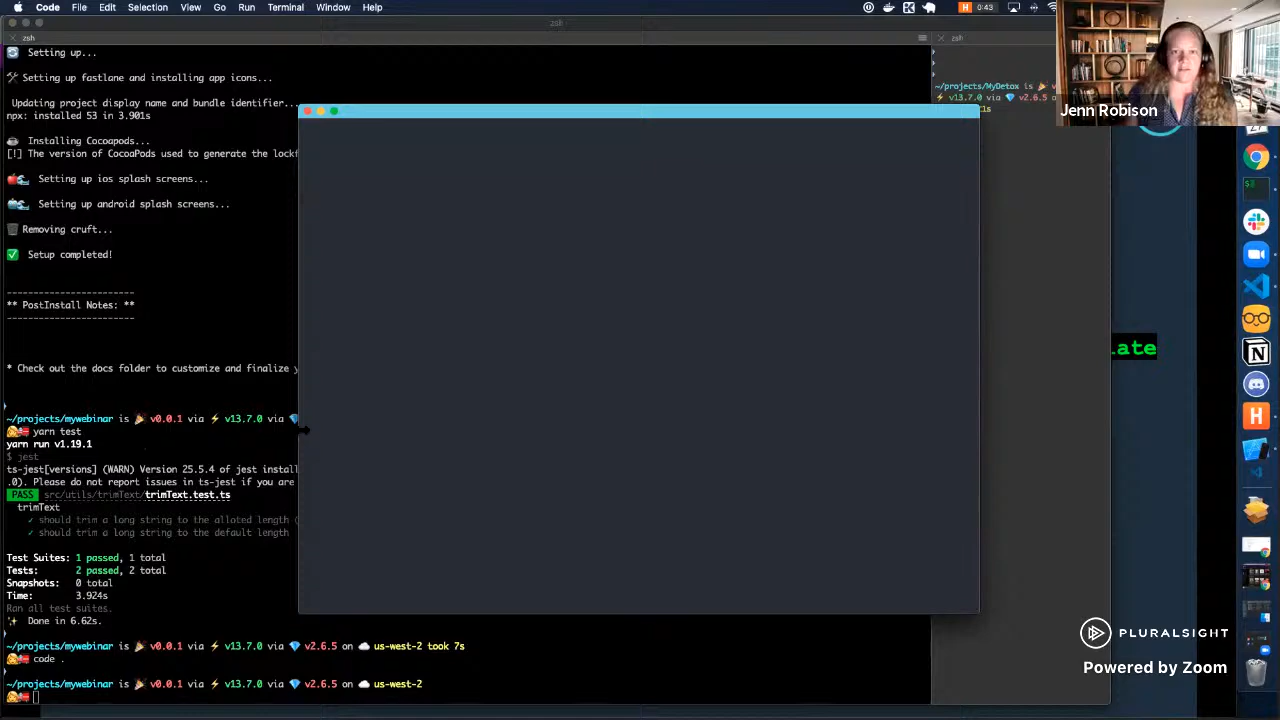 Code File Edit Selection View Go Run Terminal Window Help
0:43
zsh
zsh
zsh
Setting up...
Setting up fastlane and installing app icons...
Updating project display name and bundle identifier...
npx: installed 53 in 3.901s
Installing Cocoapods...
[!] The version of CocoaPods used to generate the lockf
Setting up ios splash screens...
Setting up android splash screens...
Removing cruft...
Setup completed!
------------------------
** PostInstall Notes: **
------------------------
* Check out the docs folder to customize and finalize y
~/projects/mywebinar is v0.0.1 via v13.7.0 via
yarn test
yarn run v1.19.1
$ jest
ts-jest[versions] (WARN) Version 25.5.4 of jest instal
.0). Please do not report issues in ts-jest if you are
PASS src/utils/trimText/trimText.test.ts
trimText
✓ should trim a long string to the alloted length (
✓ should trim a long string to the default length
Test Suites: 1 passed, 1 total
Tests: 2 passed, 2 total
Snapshots: 0 total
Time: 3.924s
Ran all test suites.
Done in 6.62s.
~/projects/mywebinar is v0.0.1 via v13.7.0 via v2.6.5 on us-west-2 took 7s
code .
~/projects/mywebinar is v0.0.1 via v13.7.0 via v2.6.5 on us-west-2
~/projects/MyDetox is
v13.7.0 via v2.6.5 o
1s
Jenn Robison
late
PLURALSIGHT
Powered by Zoom